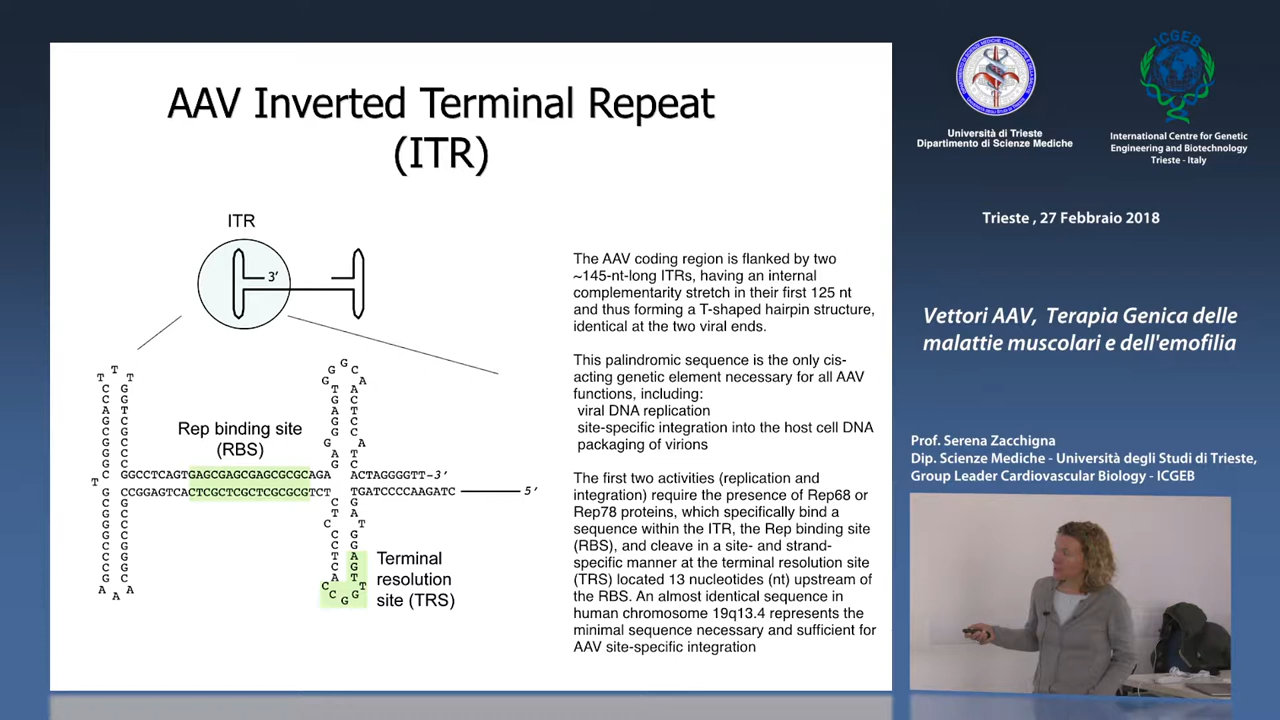 AAV Inverted Terminal Repeat
(ITR)
ITR
3′
Rep binding site
(RBS)
GGCCTCAGTGAGCGAGCGAGCGCGCAGA
ACTAGGGGTT-3′
CCGGAGTCACTCGCTCGCTCGCGCGTCT
TGATCCCCAAGATC
5′
Terminal
resolution
site (TRS)
The AAV coding region is flanked by two
~145-nt-long ITRs, having an internal
complementarity stretch in their first 125 nt
and thus forming a T-shaped hairpin structure,
identical at the two viral ends.
This palindromic sequence is the only cis-
acting genetic element necessary for all AAV
functions, including:
viral DNA replication
site-specific integration into the host cell DNA
packaging of virions
The first two activities (replication and
integration) require the presence of Rep68 or
Rep78 proteins, which specifically bind a
sequence within the ITR, the Rep binding site
(RBS), and cleave in a site- and strand-
specific manner at the terminal resolution site
(TRS) located 13 nucleotides (nt) upstream of
the RBS. An almost identical sequence in
human chromosome 19q13.4 represents the
minimal sequence necessary and sufficient for
AAV site-specific integration
Università di Trieste
Dipartimento di Scienze Mediche
ICGEB
International Centre for Genetic
Engineering and Biotechnology
Trieste - Italy
Trieste , 27 Febbraio 2018
Vettori AAV, Terapia Genica delle
malattie muscolari e dell'emofilia
Prof. Serena Zacchigna
Dip. Scienze Mediche - Università degli Studi di Trieste,
Group Leader Cardiovascular Biology - ICGEB